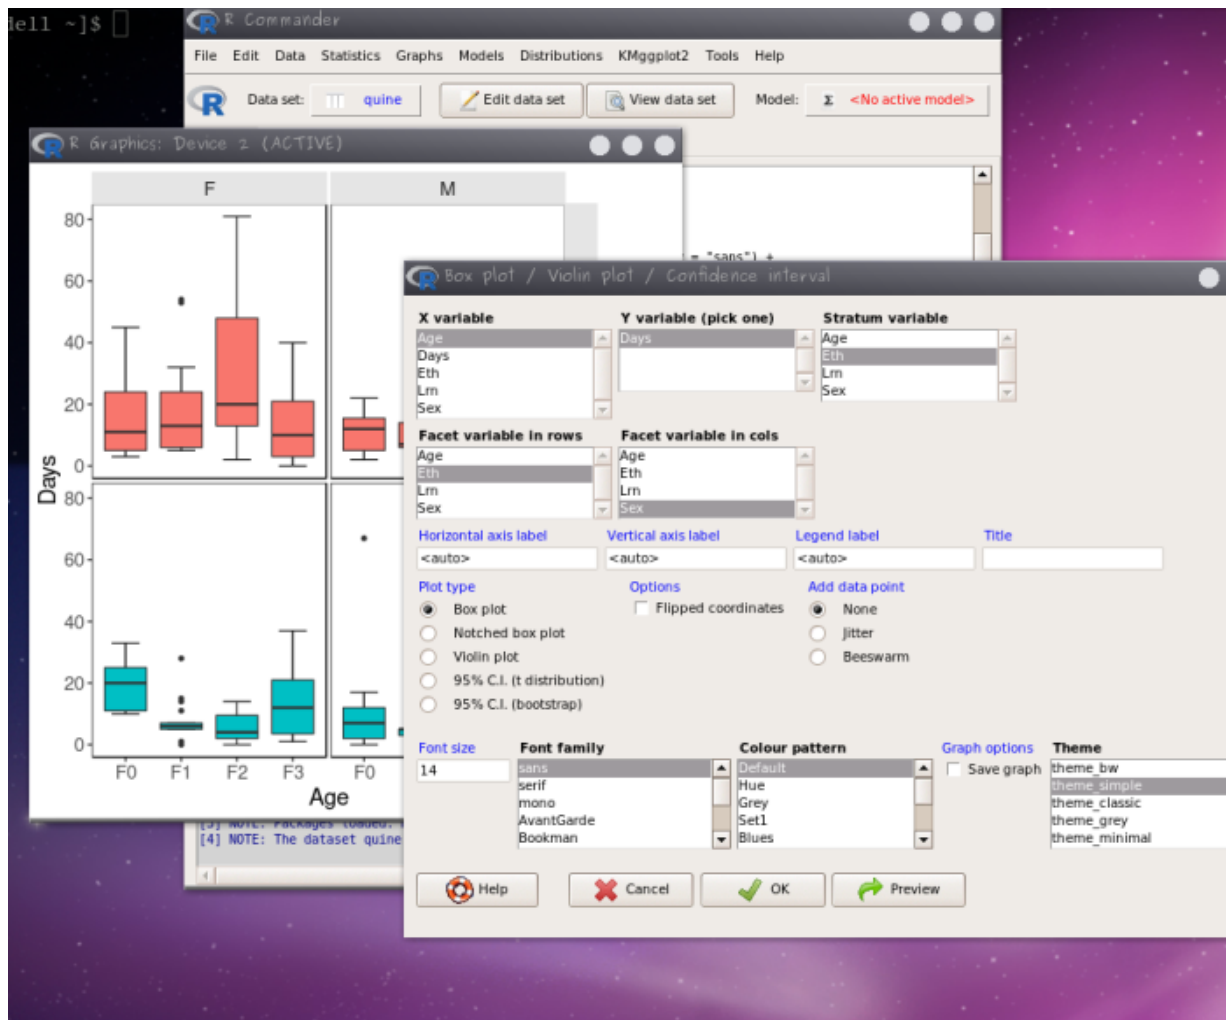 dell ~]$
R Commander
File Edit Data Statistics Graphs Models Distributions KMggplot2 Tools Help
Data set: quine Edit data set View data set Model: Σ <No active model>
R Graphics: Device 2 (ACTIVE)
F M
80
60
40
20
0
80
60
40
20
0
Days
F0 F1 F2 F3 F0
Age
= "sans") +
[3] NOTE: Packages loaded:
[4] NOTE: The dataset quine
Box plot / Violin plot / Confidence interval
X variable Y variable (pick one) Stratum variable
Age Days Age
Days Eth
Eth Lrn
Lrn Sex
Sex
Facet variable in rows Facet variable in cols
Age Age
Eth Eth
Lrn Lrn
Sex Sex
Horizontal axis label Vertical axis label Legend label Title
<auto> <auto> <auto>
Plot type Options Add data point
Box plot Flipped coordinates None
Notched box plot Jitter
Violin plot Beeswarm
95% C.I. (t distribution)
95% C.I. (bootstrap)
Font size Font family Colour pattern Graph options Theme
14 sans Default Save graph theme_bw
serif Hue theme_simple
mono Grey theme_classic
AvantGarde Set1 theme_grey
Bookman Blues theme_minimal
Help Cancel OK Preview